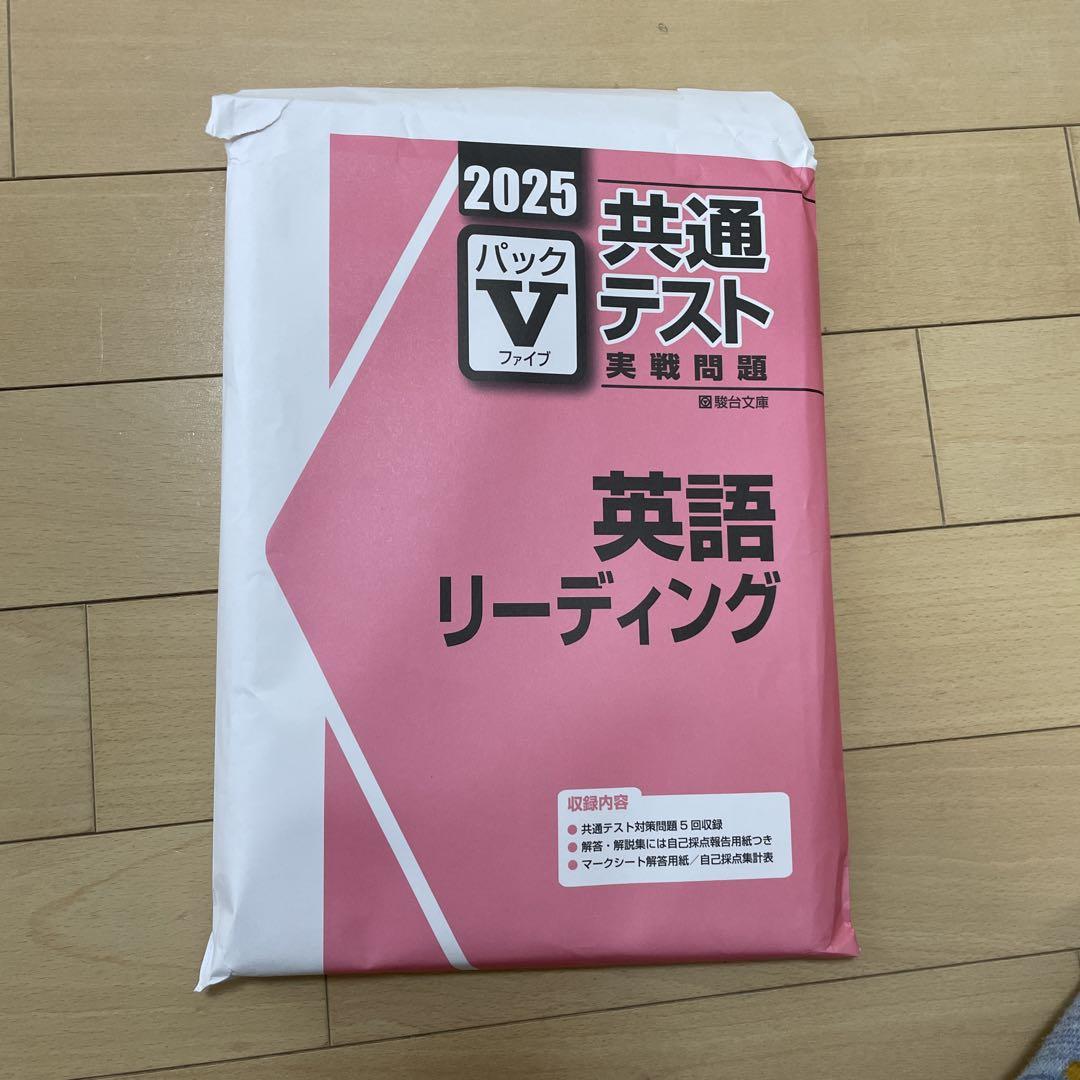 2025
パック
V
ファイブ
共通
テスト
実戦問題
駿台文庫
英語
リーディング
収録内容
● 共通テスト対策問題5回収録
● 解答・解説集には自己採点報告用紙つき
● マークシート解答用紙／自己採点集計表